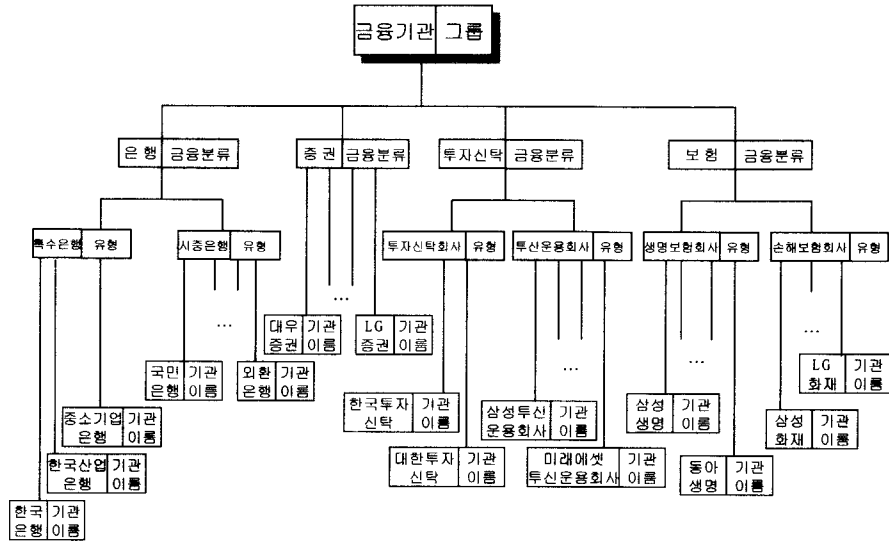 금융기관 그룹
은행 금융분류
증권 금융분류
투자신탁 금융분류
보험 금융분류
특수은행 유형
시중은행 유형
투자신탁회사 유형
투신운용회사 유형
생명보험회사 유형
손해보험회사 유형
...
...
...
...
...
대우
증권
기관
이름
LG
증권
기관
이름
국민
은행
기관
이름
외환
은행
기관
이름
LG
화재
기관
이름
한국투자
신탁
기관
이름
중소기업
은행
기관
이름
삼성투신
운용회사
기관
이름
삼성
생명
기관
이름
삼성
화재
기관
이름
한국산업
은행
기관
이름
대한투자
신탁
기관
이름
미래에셋
투신운용회사
기관
이름
동아
생명
기관
이름
한국
은행
기관
이름